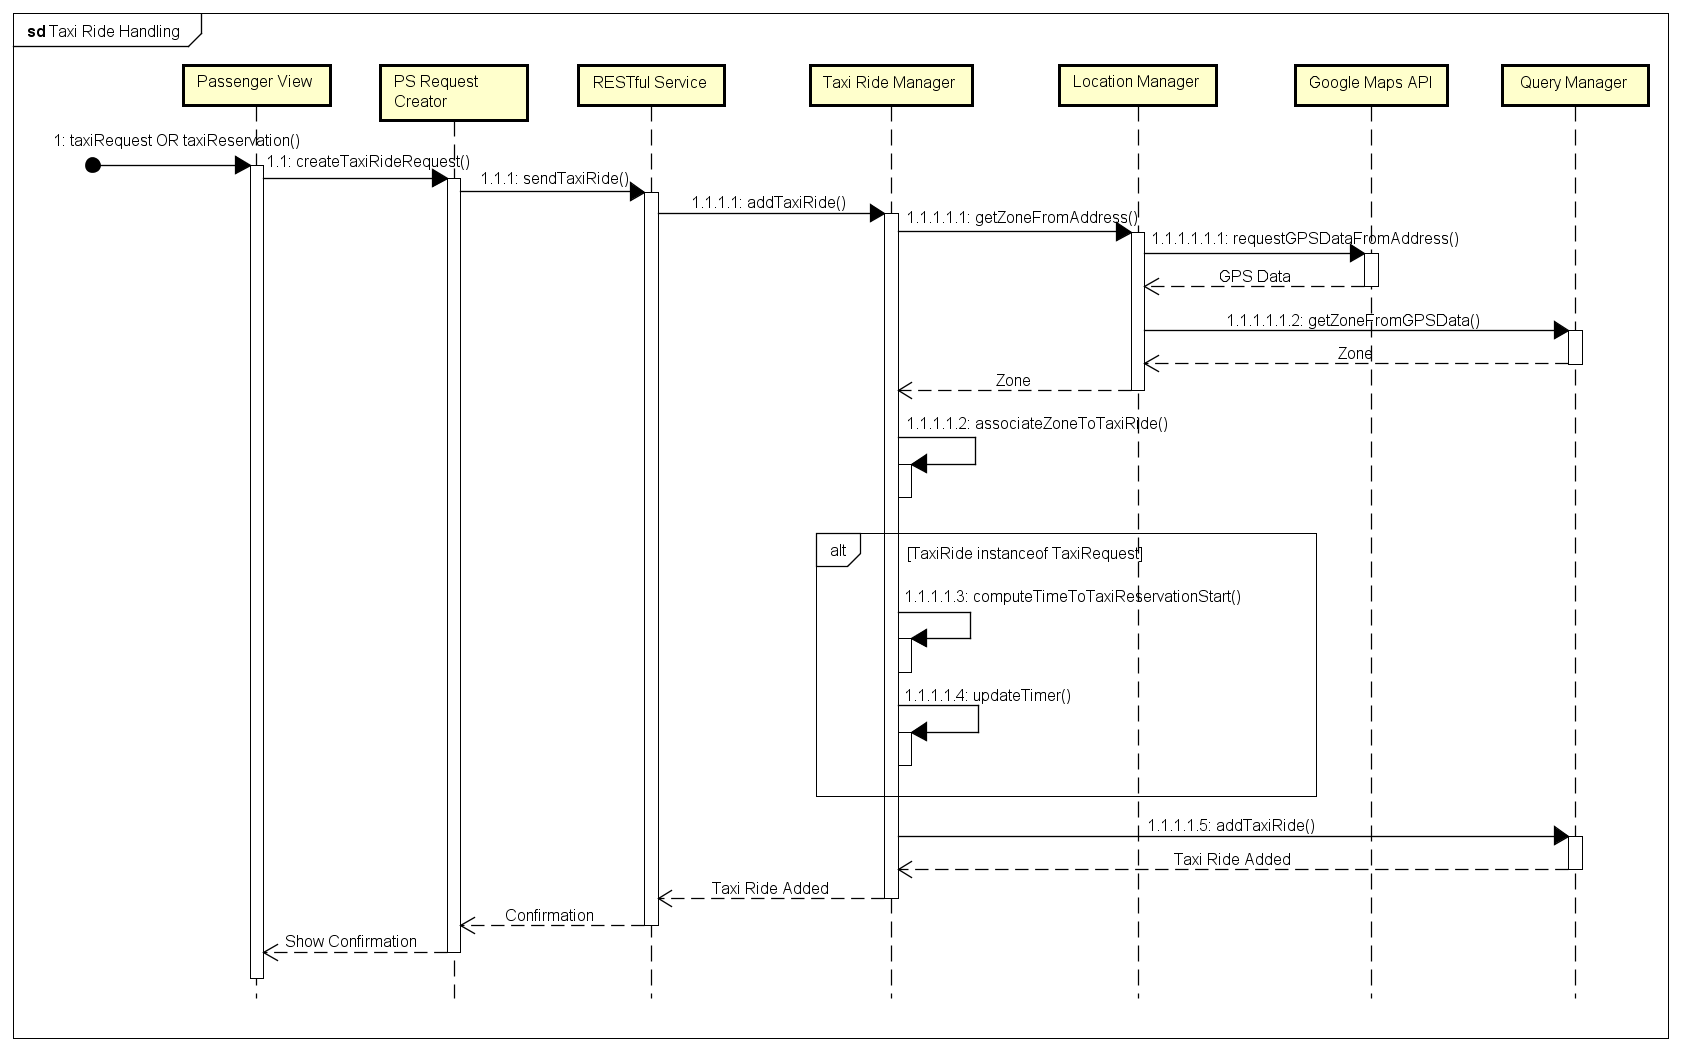 sd Taxi Ride Handling
Passenger View
PS Request
Creator
RESTful Service
Taxi Ride Manager
Location Manager
Google Maps API
Query Manager
1: taxiRequest OR taxiReservation()
1.1: createTaxiRideRequest()
1.1.1: sendTaxiRide()
1.1.1.1: addTaxiRide()
1.1.1.1.1: getZoneFromAddress()
1.1.1.1.1.1: requestGPSDataFromAddress()
GPS Data
1.1.1.1.1.2: getZoneFromGPSData()
Zone
Zone
1.1.1.1.2: associateZoneToTaxiRide()
alt
[TaxiRide instanceof TaxiRequest]
1.1.1.1.3: computeTimeToTaxiReservationStart()
1.1.1.1.4: updateTimer()
1.1.1.1.5: addTaxiRide()
Taxi Ride Added
Taxi Ride Added
Confirmation
Show Confirmation